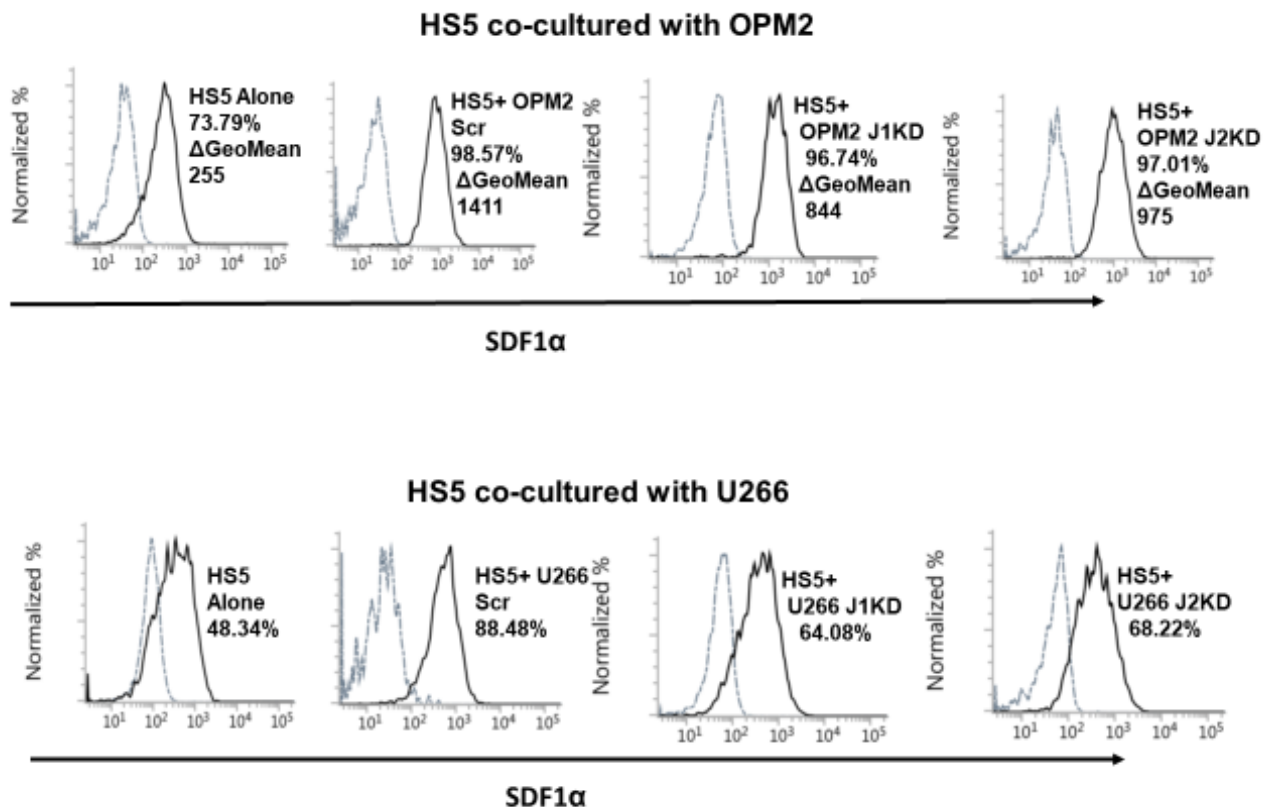 HS5 co-cultured with OPM2
Normalized %
HS5 Alone
73.79%
ΔGeoMean
255
10¹ 10² 10³ 10⁴ 10⁵
HS5+ OPM2
Scr
98.57%
ΔGeoMean
1411
10¹ 10² 10³ 10⁴ 10⁵
Normalized %
HS5+
OPM2 J1KD
96.74%
ΔGeoMean
844
10¹ 10² 10³ 10⁴ 10⁵
Normalized %
HS5+
OPM2 J2KD
97.01%
ΔGeoMean
975
10¹ 10² 10³ 10⁴ 10⁵
SDF1α
HS5 co-cultured with U266
Normalized %
HS5
Alone
48.34%
10¹ 10² 10³ 10⁴ 10⁵
HS5+ U266
Scr
88.48%
10¹ 10² 10³ 10⁴ 10⁵
Normalized %
HS5+
U266 J1KD
64.08%
10¹ 10² 10³ 10⁴ 10⁵
Normalized %
HS5+
U266 J2KD
68.22%
10¹ 10² 10³ 10⁴ 10⁵
SDF1α